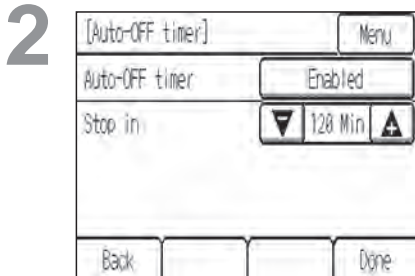 2
[Auto-OFF timer] Menu
Auto-OFF timer Enabled
Stop in 120 Min
Back Done